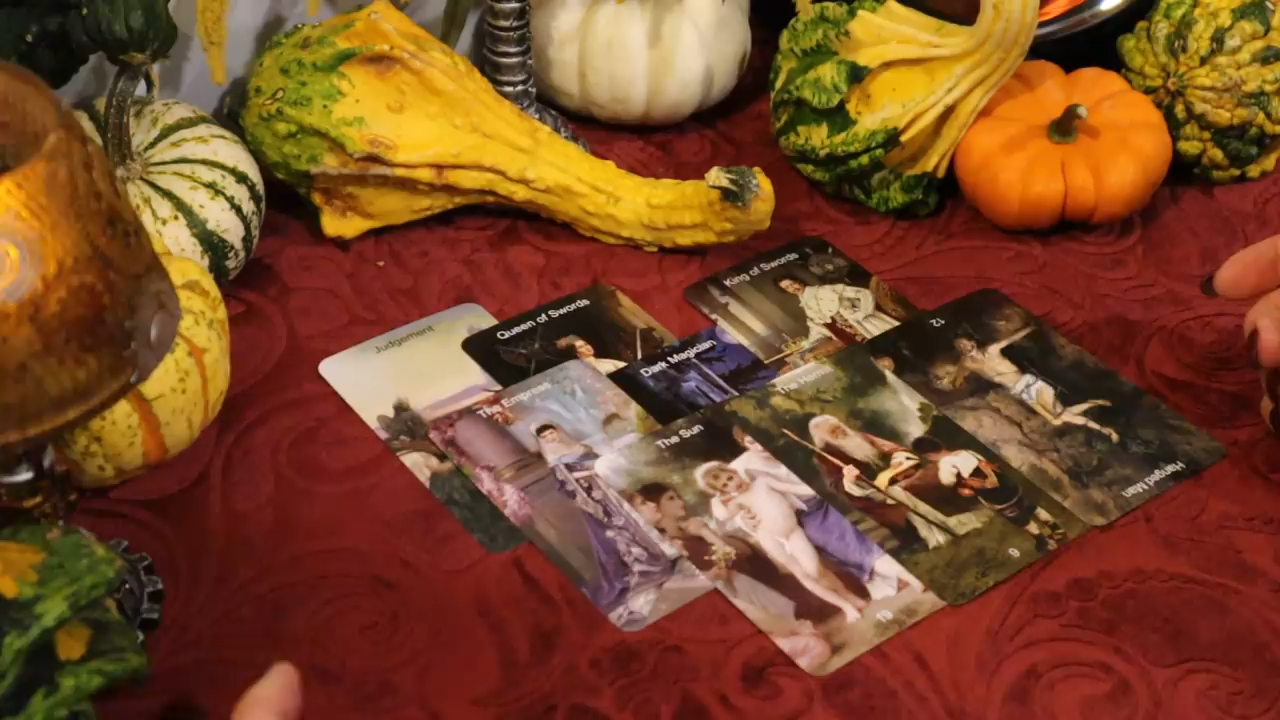 King of Swords
Queen of Swords
12
Judgement
Dark Magician
The Empress
The Hermit
The Sun
Hanged Man
9
19